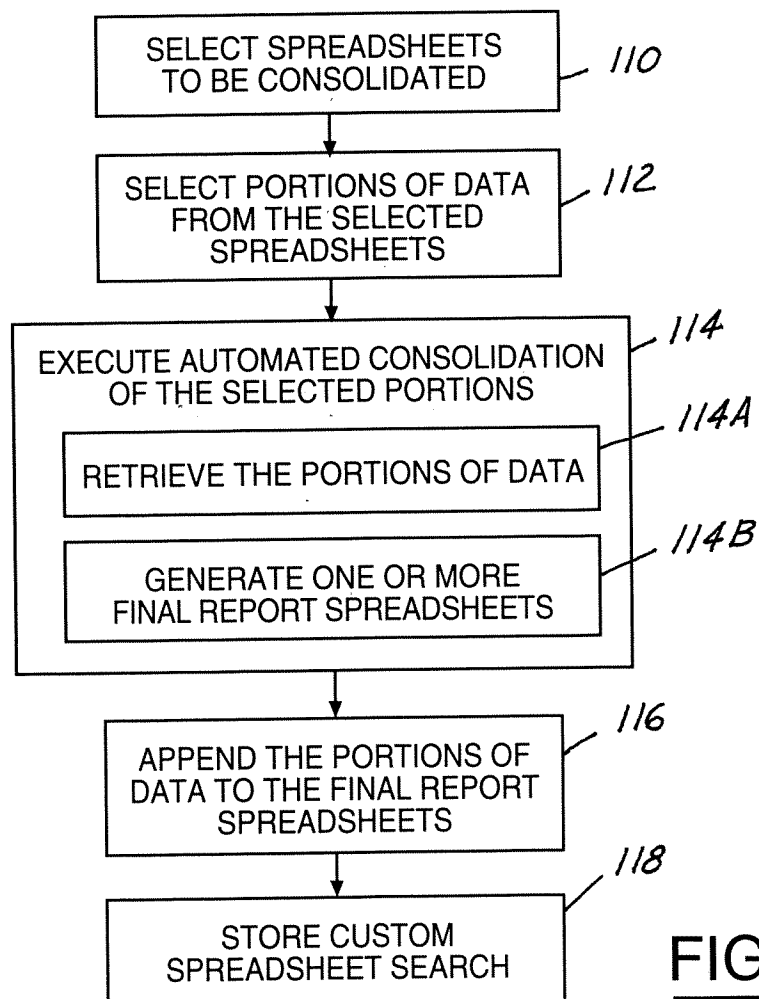 SELECT SPREADSHEETS
TO BE CONSOLIDATED
110
SELECT PORTIONS OF DATA
FROM THE SELECTED
SPREADSHEETS
112
EXECUTE AUTOMATED CONSOLIDATION
OF THE SELECTED PORTIONS
114
RETRIEVE THE PORTIONS OF DATA
114A
GENERATE ONE OR MORE
FINAL REPORT SPREADSHEETS
114B
APPEND THE PORTIONS OF
DATA TO THE FINAL REPORT
SPREADSHEETS
116
STORE CUSTOM
SPREADSHEET SEARCH
118
FIG